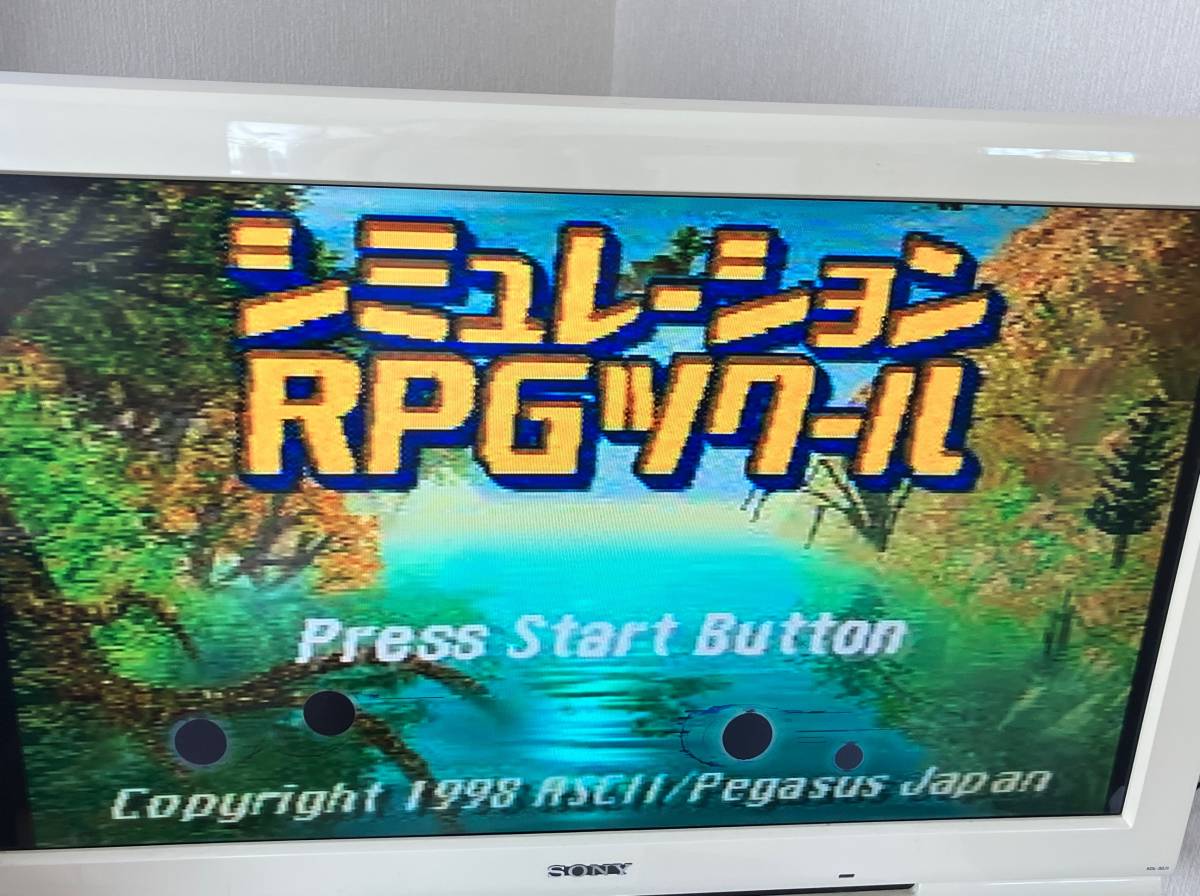 シミュレーション
RPGツクール
Press Start Button
Copyright 1998 ASCII/Pegasus Japan
SONY